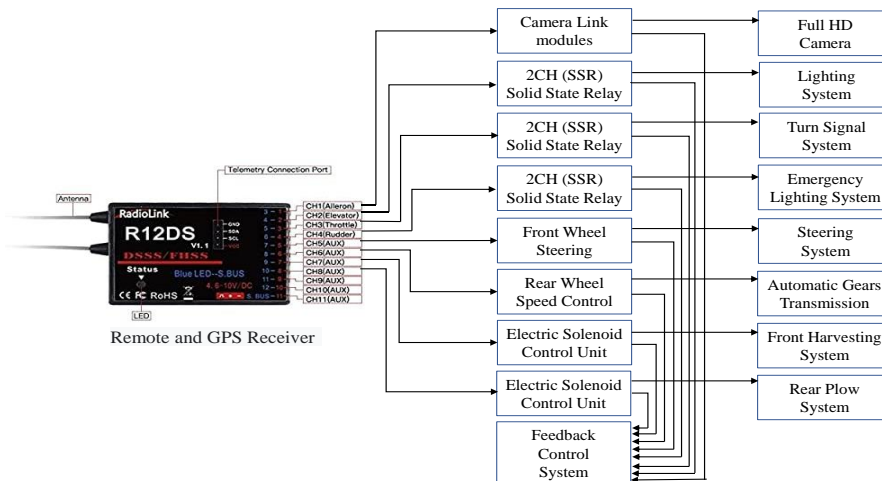 Camera Link
modules
Full HD
Camera
2CH (SSR)
Solid State Relay
Lighting
System
2CH (SSR)
Solid State Relay
Turn Signal
System
2CH (SSR)
Solid State Relay
Emergency
Lighting System
Front Wheel
Steering
Steering
System
Rear Wheel
Speed Control
Automatic Gears
Transmission
Electric Solenoid
Control Unit
Front Harvesting
System
Electric Solenoid
Control Unit
Rear Plow
System
Feedback
Control
System
Telemetry Connection Port
Antenna
RadioLink
R12DS
V1.1
DSSS/FHSS
Status
Blue LED--S.BUS
4.6-10V/DC
CE FC RoHS
S.BUS
LED
GND
SDA
SCL
VCC
CH1(Aileron)
CH2(Elevator)
CH3(Throttle)
CH4(Rudder)
CH5(AUX)
CH6(AUX)
CH7(AUX)
CH8(AUX)
CH9(AUX)
CH10(AUX)
CH11(AUX)
Remote and GPS Receiver